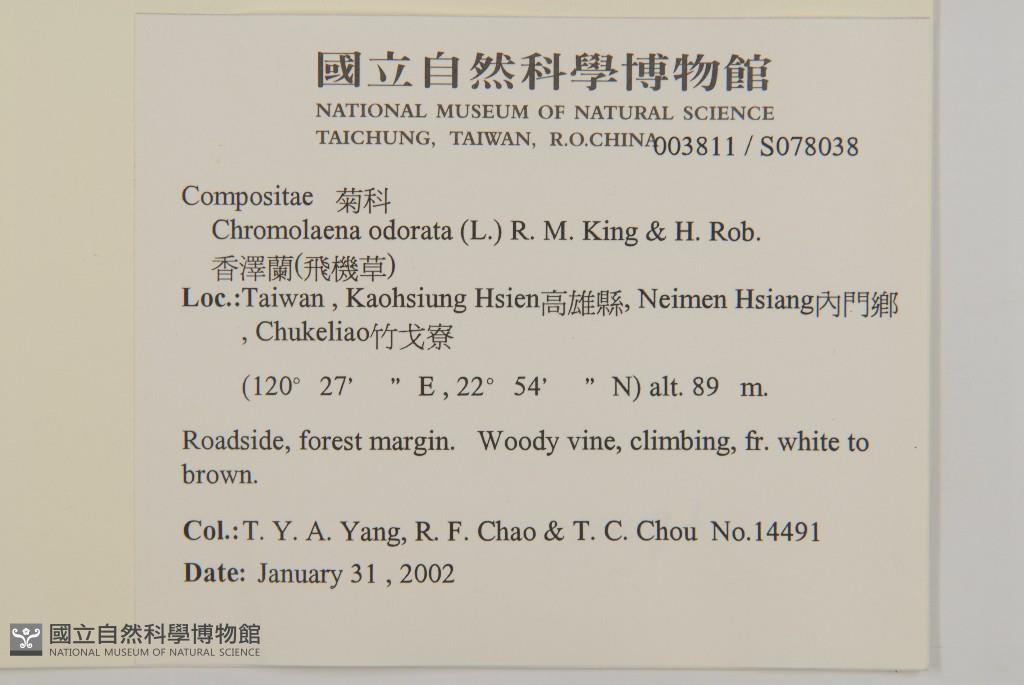 國立自然科學博物館
NATIONAL MUSEUM OF NATURAL SCIENCE
TAICHUNG, TAIWAN, R.O.CHINA
003811 / S078038
Compositae 菊科
Chromolaena odorata (L.) R. M. King & H. Rob.
香澤蘭(飛機草)
Loc.:Taiwan , Kaohsiung Hsien高雄縣, Neimen Hsiang內門鄉
, Chukeliao竹戈寮
(120° 27' " E , 22° 54' " N) alt. 89 m.
Roadside, forest margin. Woody vine, climbing, fr. white to
brown.
Col.:T. Y. A. Yang, R. F. Chao & T. C. Chou No.14491
Date: January 31 , 2002
國立自然科學博物館
NATIONAL MUSEUM OF NATURAL SCIENCE